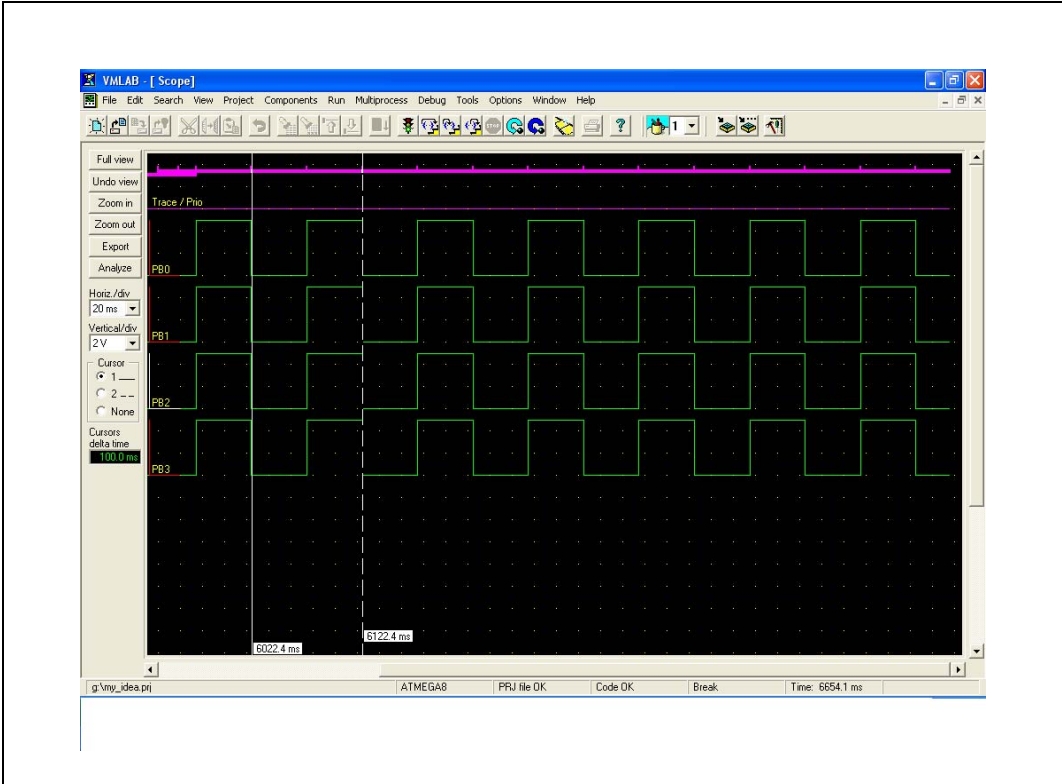 VMLAB - [ Scope]
File Edit Search View Project Components Run Multiprocess Debug Tools Options Window Help
1
Full view
Undo view
Zoom in
Zoom out
Export
Analyze
Horiz./div
20 ms
Vertical/div
2 V
Cursor
1
2
None
Cursors
delta time
100.0 ms
Trace / Prio
PB0
PB1
PB2
PB3
6022.4 ms
6122.4 ms
g:\my_idea.prj ATMEGA8 PRJ file OK Code OK Break Time: 6654.1 ms